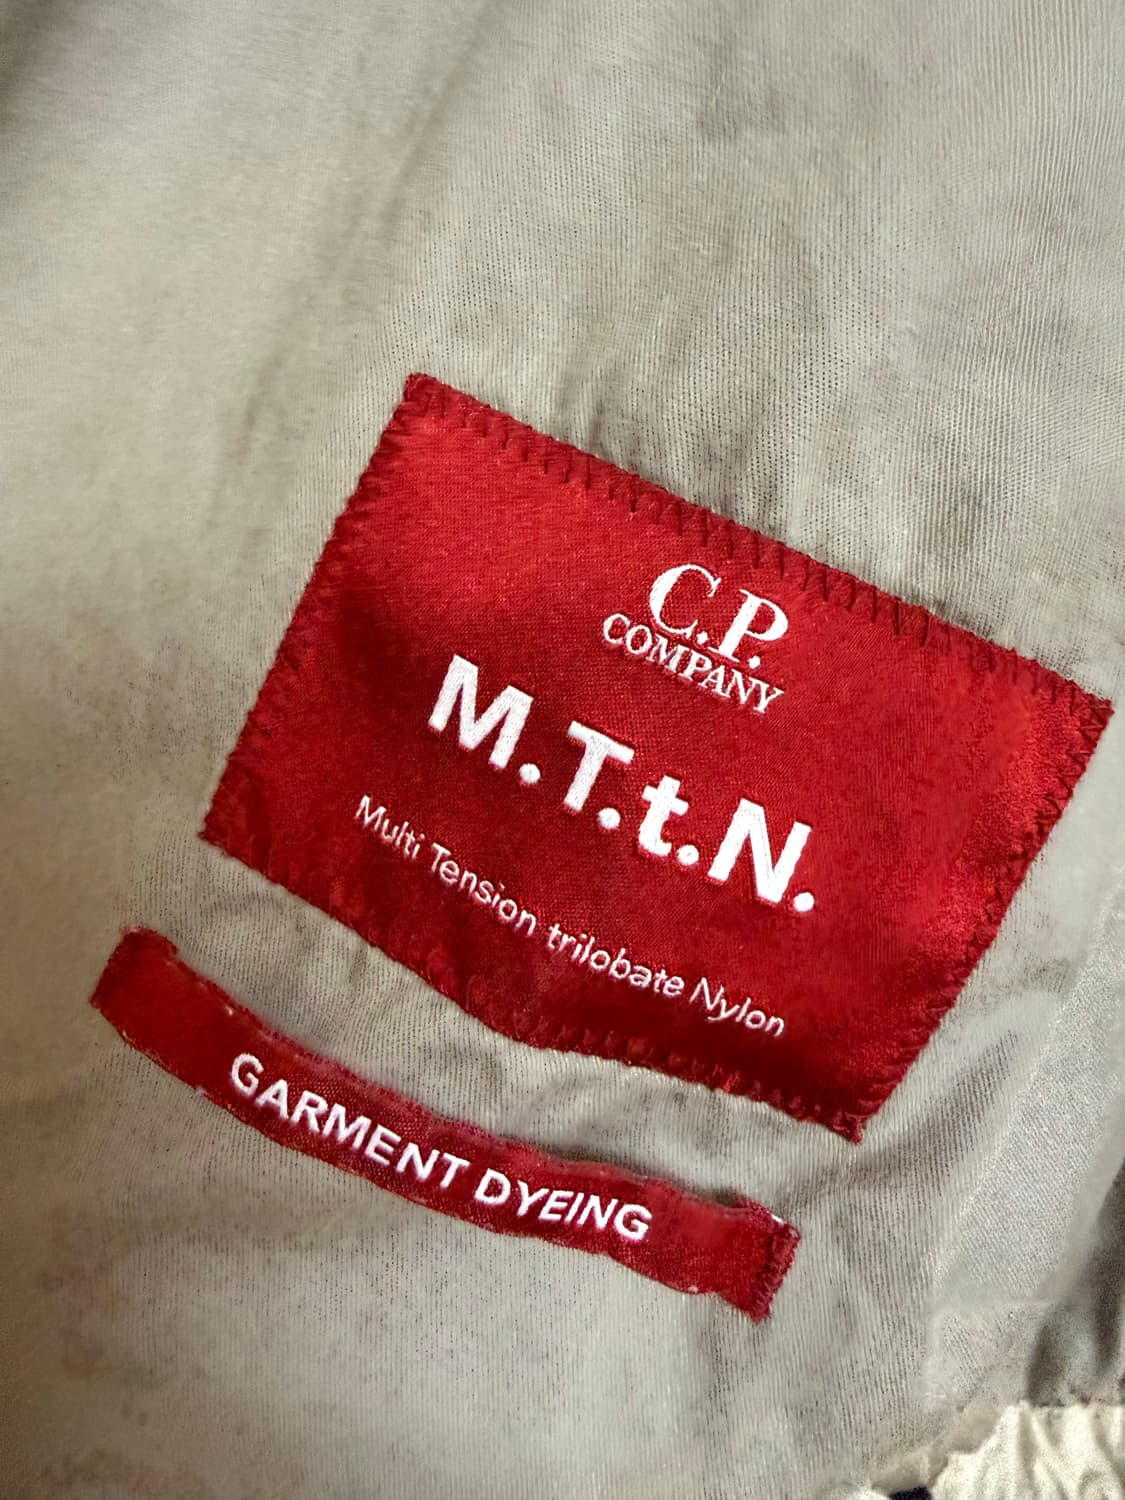 C.P.
COMPANY
M.T.t.N.
Multi Tension trilobate Nylon
GARMENT DYEING